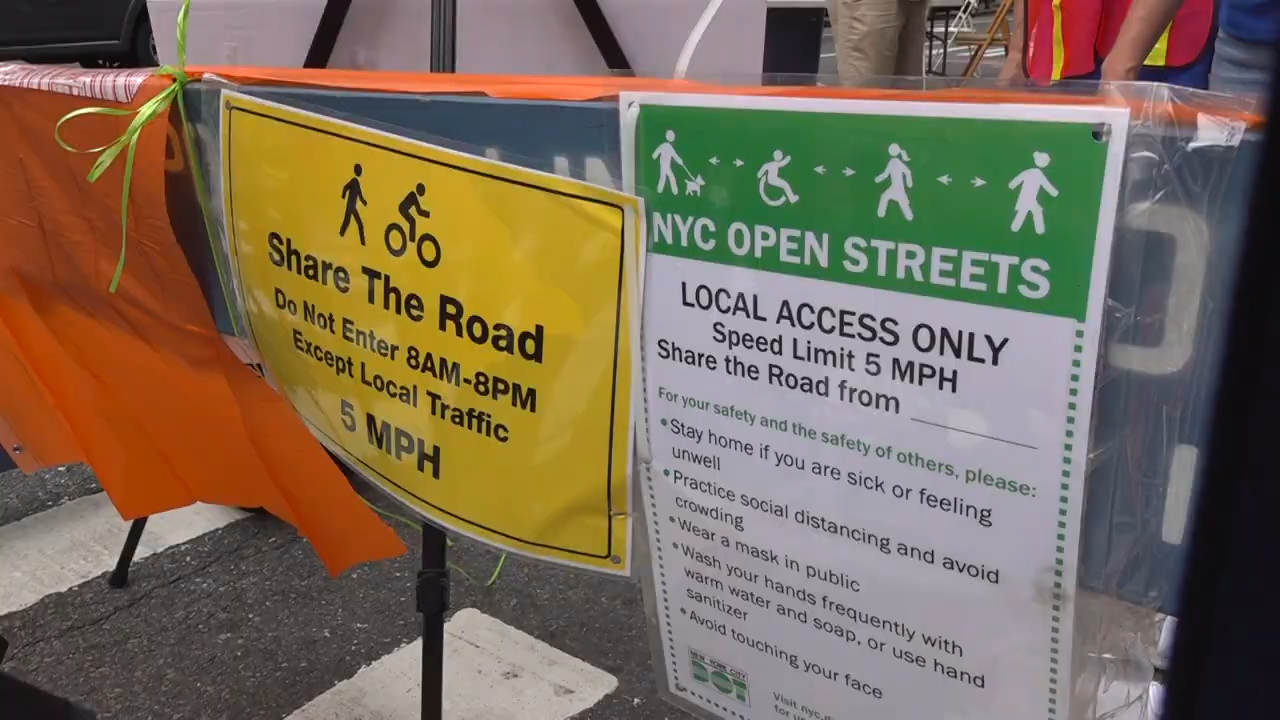 Share The Road
Do Not Enter 8AM-8PM
Except Local Traffic
5 MPH
NYC OPEN STREETS
LOCAL ACCESS ONLY
Speed Limit 5 MPH
Share the Road from
For your safety and the safety of others, please:
•Stay home if you are sick or feeling
unwell
•Practice social distancing and avoid
crowding
•Wear a mask in public
•Wash your hands frequently with
warm water and soap, or use hand
sanitizer
•Avoid touching your face
NEW YORK CITY
DOT
Visit